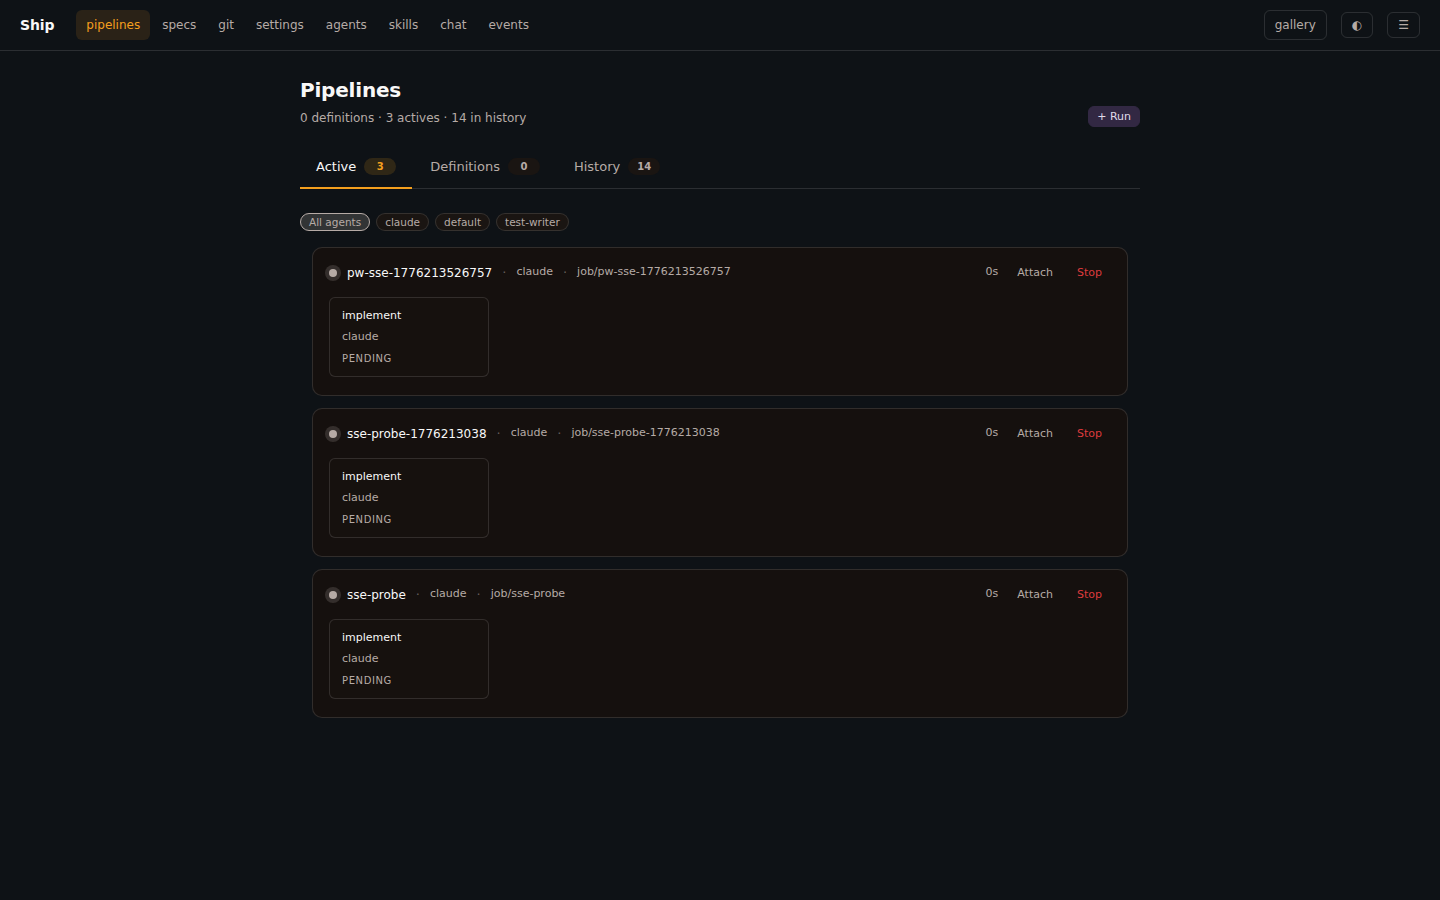 Ship pipelines specs git settings agents skills chat events gallery ◐ ☰
Pipelines
0 definitions · 3 actives · 14 in history
+ Run
Active 3 Definitions 0 History 14
All agents claude default test-writer
pw-sse-1776213526757 · claude · job/pw-sse-1776213526757 0s Attach Stop
implement
claude
PENDING
sse-probe-1776213038 · claude · job/sse-probe-1776213038 0s Attach Stop
implement
claude
PENDING
sse-probe · claude · job/sse-probe 0s Attach Stop
implement
claude
PENDING